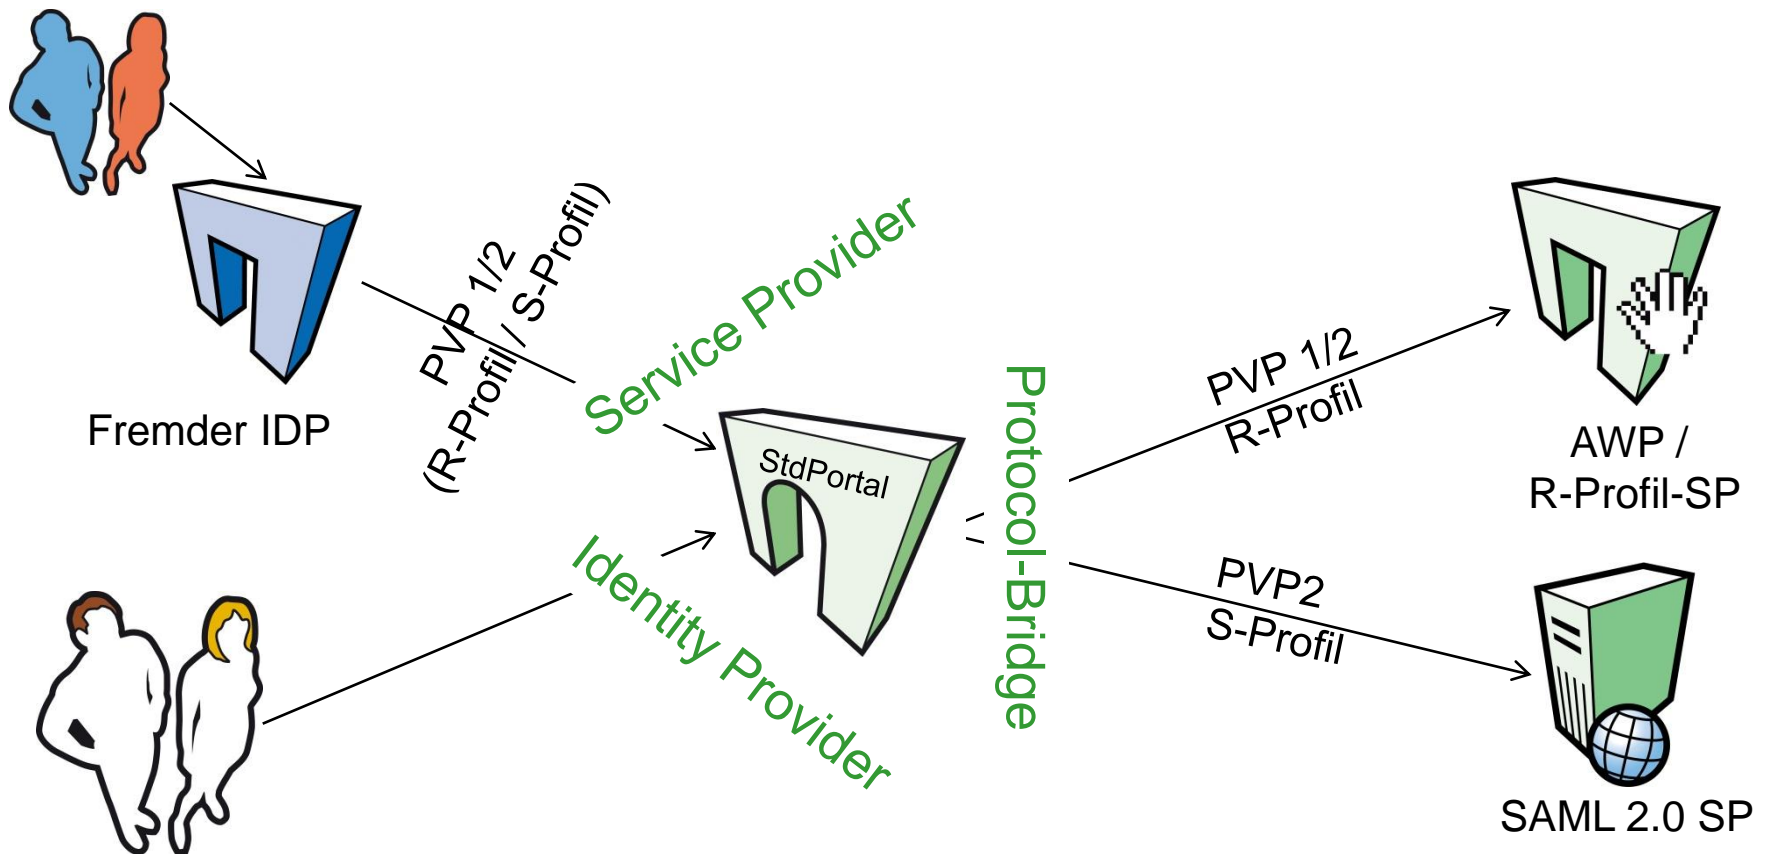 Fremder IDP
PVP 1/2
(R-Profil / S-Profil)
Service Provider
Identity Provider
StdPortal
Protocol-Bridge
PVP 1/2
R-Profil
AWP /
R-Profil-SP
PVP2
S-Profil
SAML 2.0 SP